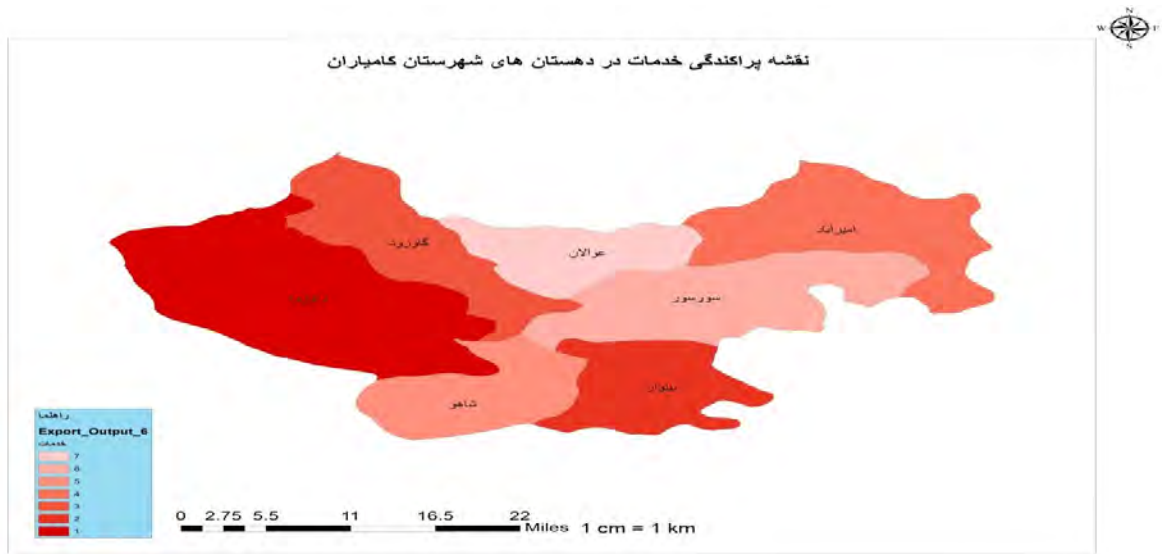 N
W E
S
نقشه پراکندگی خدمات در دهستان های شهرستان کامیاران
امیرآباد
گاورود
عوالان
سورسور
بیلوار
شاهو
راهنما
Export_Output_6
خدمات
7
6
5
4
3
2
1
0 2.75 5.5 11 16.5 22
Miles 1 cm = 1 km